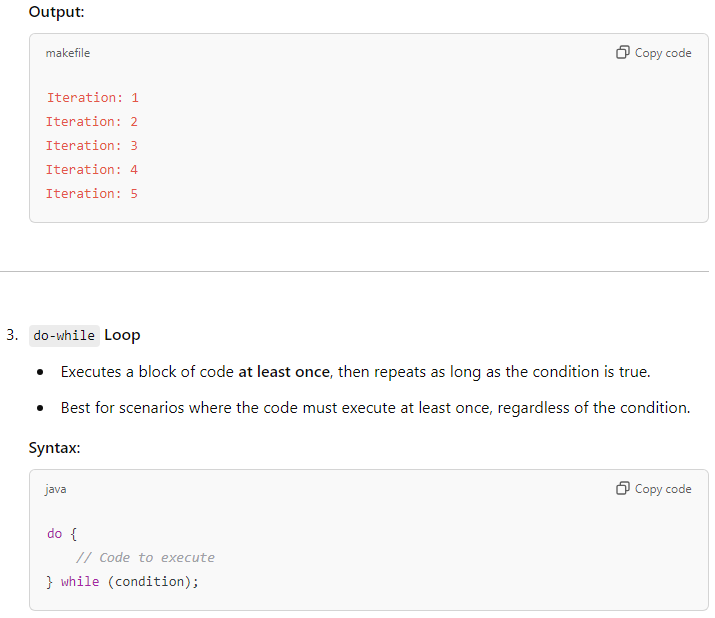 Output:
makefile Copy code
Iteration: 1
Iteration: 2
Iteration: 3
Iteration: 4
Iteration: 5
3. do-while Loop
• Executes a block of code at least once, then repeats as long as the condition is true.
• Best for scenarios where the code must execute at least once, regardless of the condition.
Syntax:
java Copy code
do {
    // Code to execute
} while (condition);